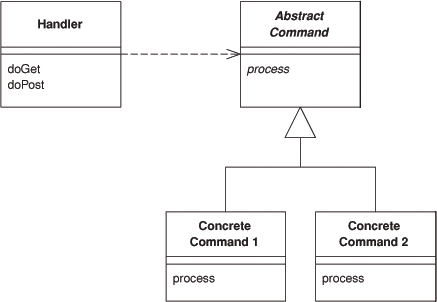 Handler
doGet
doPost
Abstract
Command
process
Concrete
Command 1
process
Concrete
Command 2
process